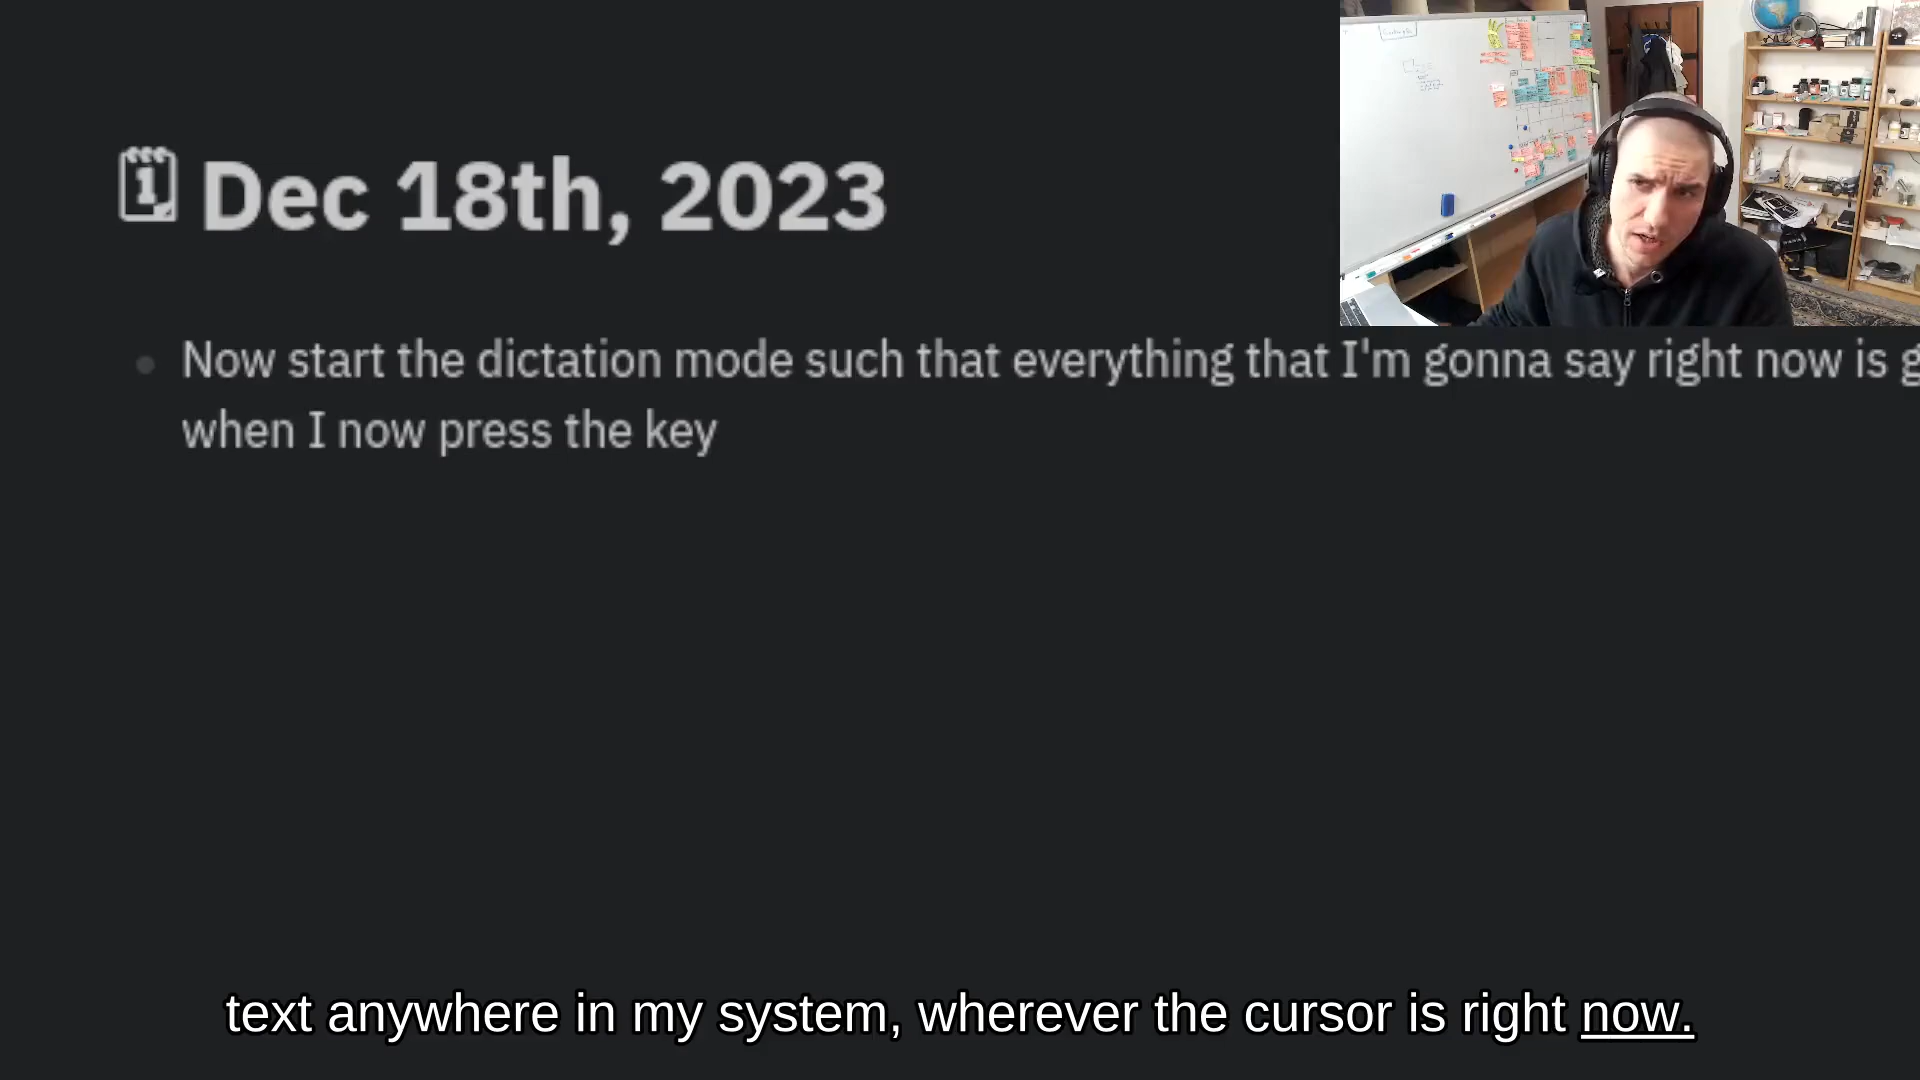 Dec 18th, 2023
Now start the dictation mode such that everything that I'm gonna say right now is g
when I now press the key
text anywhere in my system, wherever the cursor is right now.